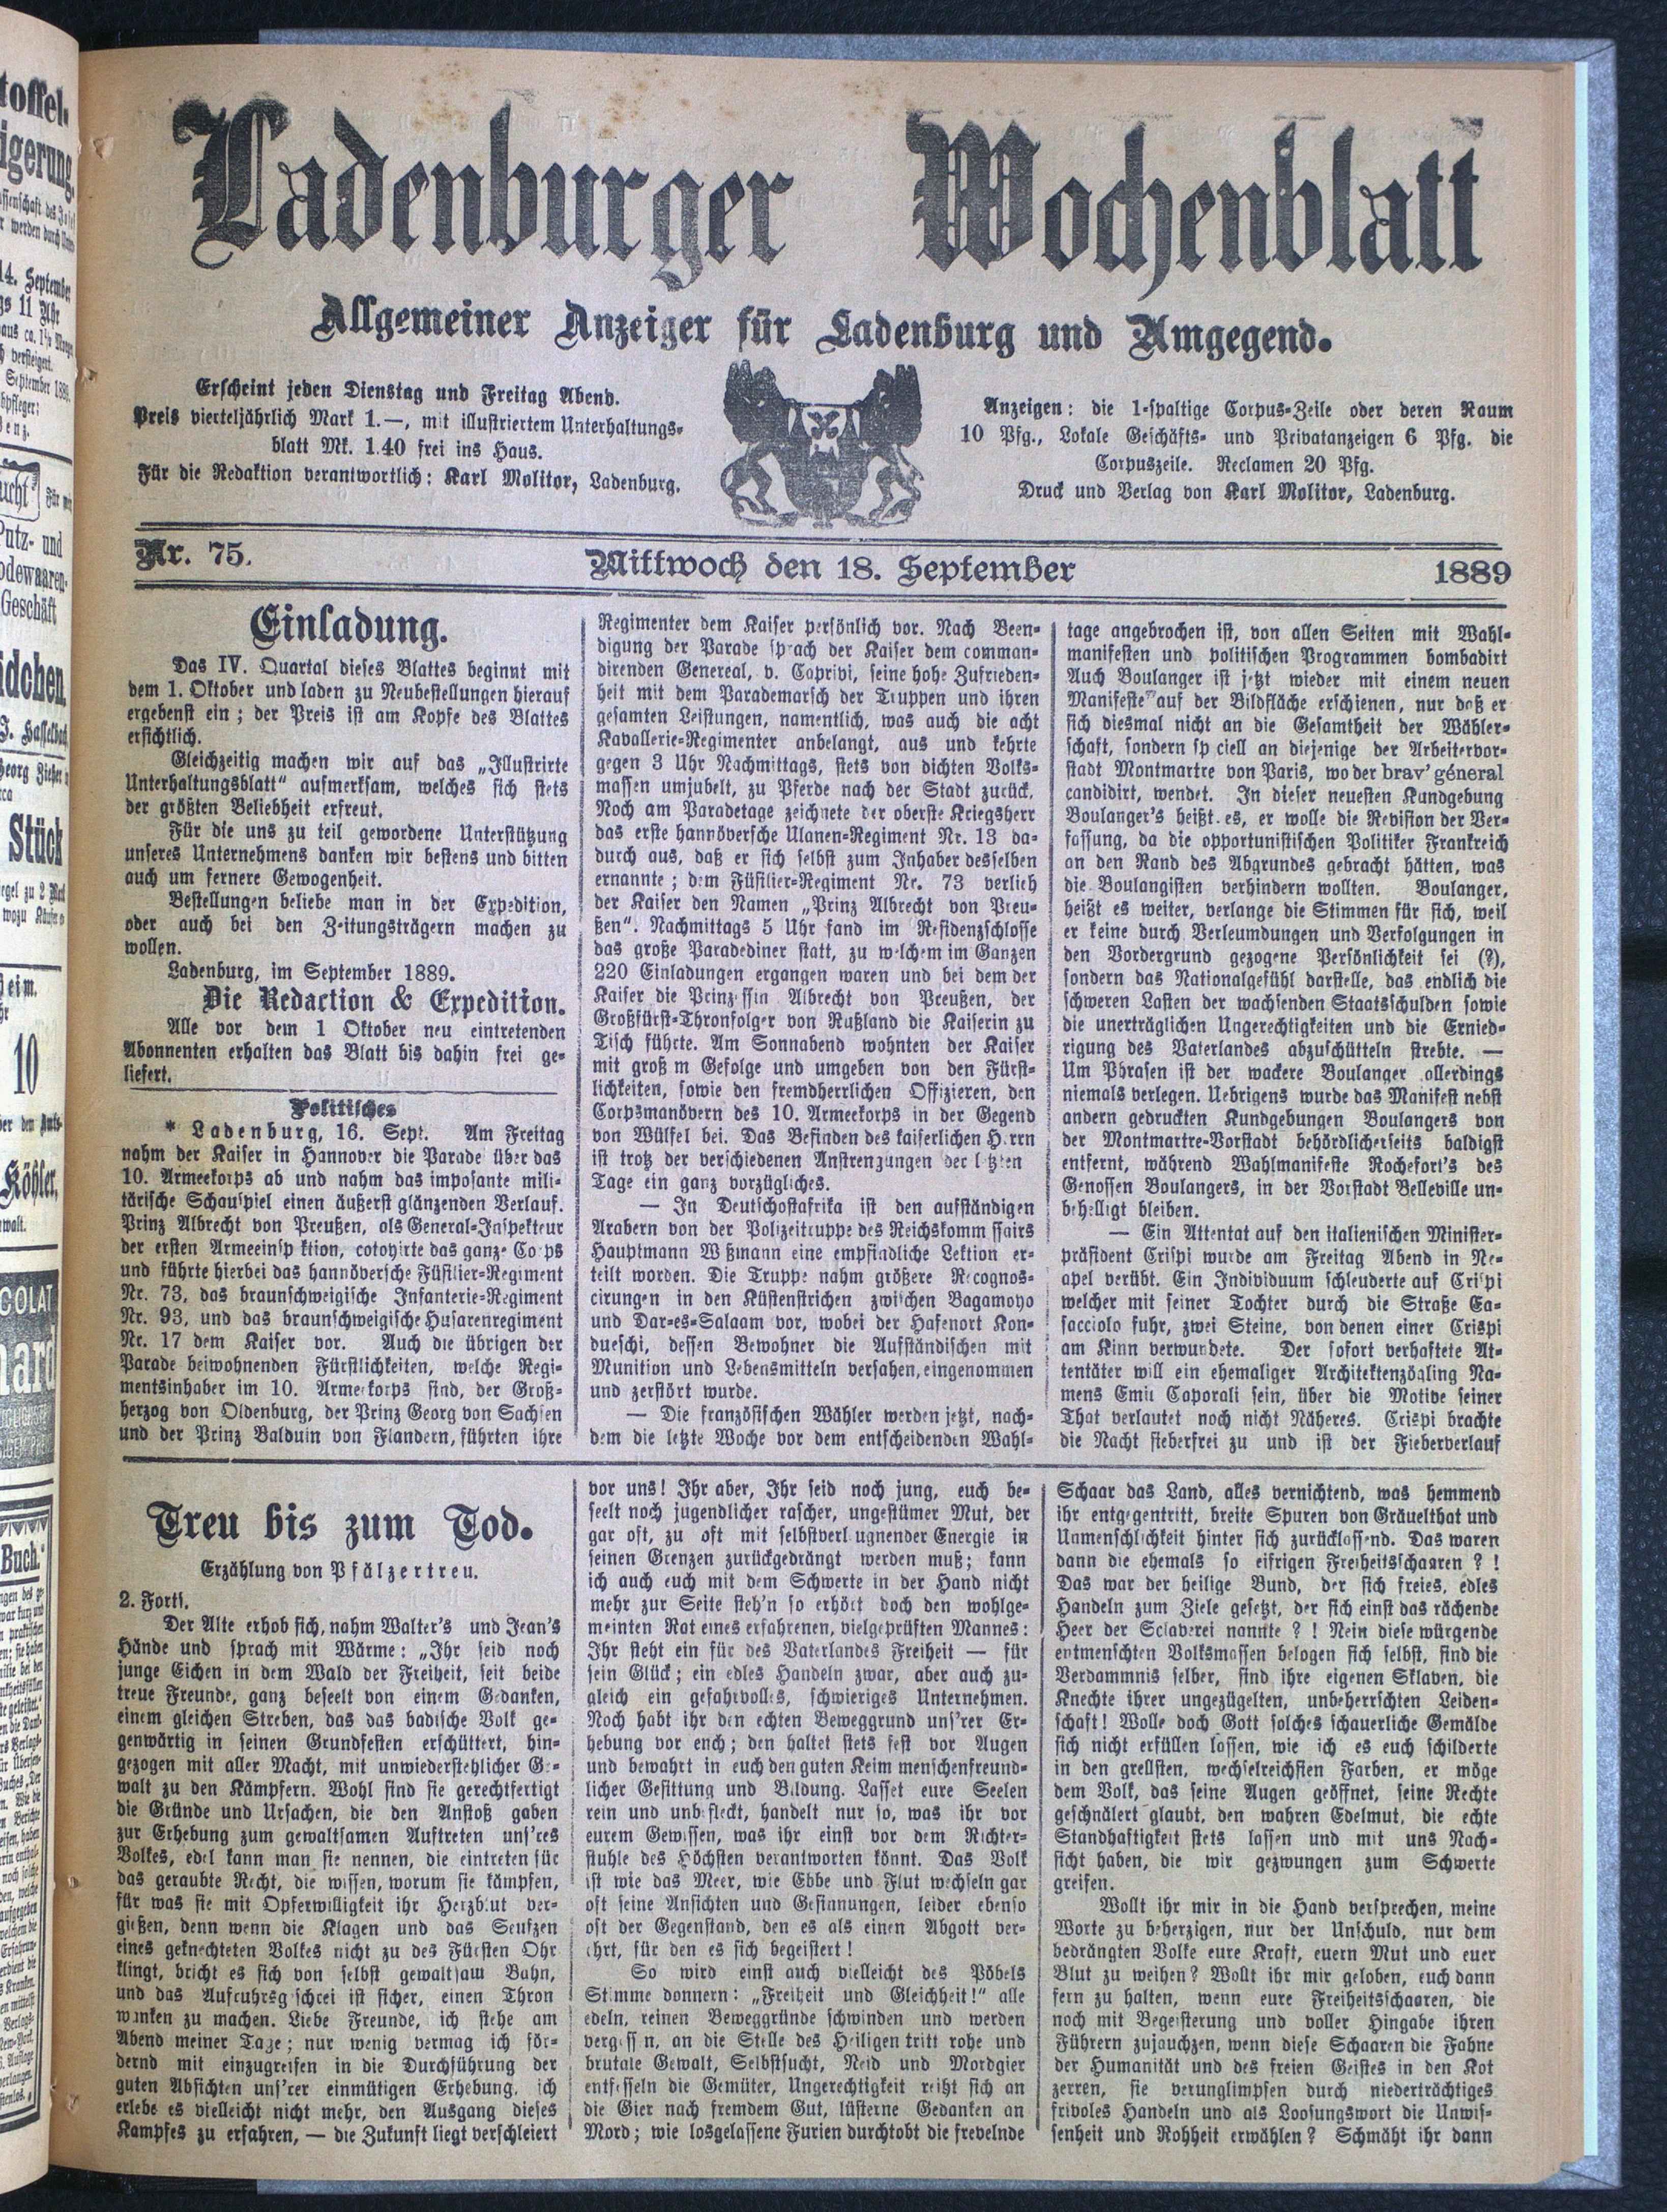 Ladenburger Wochenblatt
Allgemeiner Anzeiger für Ladenburg und Umgegend.
Erscheint jeden Dienstag und Freitag Abend.
Preis vierteljährlich Mark 1.—, mit illustriertem Unterhaltungs-
blatt Mk. 1.40 frei ins Haus.
Für die Redaktion verantwortlich: Karl Molitor, Ladenburg.
Anzeigen: die 1-spaltige Corpus-Zeile oder deren Raum
10 Pfg., Lokale Geschäfts- und Privatanzeigen 6 Pfg. die
Corpuszeile. Reclamen 20 Pfg.
Druck und Verlag von Karl Molitor, Ladenburg.
Nr. 75. Mittwoch den 18. September 1889
Einladung.
Das IV. Quartal dieses Blattes beginnt mit
dem 1. Oktober und laden zu Neubestellungen hierauf
ergebenst ein; der Preis ist am Kopfe des Blattes
ersichtlich.
Gleichzeitig machen wir auf das „Illustrirte
Unterhaltungsblatt“ aufmerksam, welches sich stets
der größten Beliebheit erfreut.
Für die uns zu teil gewordene Unterstützung
unseres Unternehmens danken wir bestens und bitten
auch um fernere Gewogenheit.
Bestellungen beliebe man in der Expedition,
oder auch bei den Zeitungsträgern machen zu
wollen.
Ladenburg, im September 1889.
Die Redaction & Expedition.
Alle vor dem 1 Oktober neu eintretenden
Abonnenten erhalten das Blatt bis dahin frei ge-
liefert.
Politisches
* Ladenburg, 16. Sept. Am Freitag
nahm der Kaiser in Hannover die Parade über das
10. Armeekorps ab und nahm das imposante mili-
tärische Schauspiel einen äußerst glänzenden Verlauf.
Prinz Albrecht von Preußen, als General-Inspekteur
der ersten Armeeinsp ktion, cotoyirte das ganze Corps
und führte hierbei das hannöversche Füsilier-Regiment
Nr. 73, das braunschweigische Infanterie-Regiment
Nr. 93, und das braunschweigische Husarenregiment
Nr. 17 dem Kaiser vor. Auch die übrigen der
Parade beiwohnenden Fürstlichkeiten, welche Regi-
mentsinhaber im 10. Armeekorps sind, der Groß-
herzog von Oldenburg, der Prinz Georg von Sachsen
und der Prinz Balduin von Flandern, führten ihre
Regimenter dem Kaiser persönlich vor. Nach Been-
digung der Parade sprach der Kaiser dem comman-
direnden Genereal, v. Caprivi, seine hohe Zufrieden-
heit mit dem Parademarsch der Truppen und ihren
gesamten Leistungen, namentlich, was auch die acht
Kavallerie-Regimenter anbelangt, aus und kehrte
gegen 3 Uhr Nachmittags, stets von dichten Volks-
massen umjubelt, zu Pferde nach der Stadt zurück.
Noch am Paradetage zeichnete der oberste Kriegsherr
das erste hannöversche Ulanen-Regiment Nr. 13 da-
durch aus, daß er sich selbst zum Inhaber desselben
ernannte; dem Füsilier-Regiment Nr. 73 verlieh
der Kaiser den Namen „Prinz Albrecht von Preu-
ßen“. Nachmittags 5 Uhr fand im Residenzschlosse
das große Paradediner statt, zu welchem im Ganzen
220 Einladungen ergangen waren und bei dem der
Kaiser die Prinzessin Albrecht von Preußen, der
Großfürst-Thronfolger von Rußland die Kaiserin zu
Tisch führte. Am Sonnabend wohnten der Kaiser
mit groß m Gefolge und umgeben von den Fürst-
lichkeiten, sowie den fremdherrlichen Offizieren, den
Corpsmanövern des 10. Armeekorps in der Gegend
von Wülfel bei. Das Befinden des kaiserlichen Herrn
ist trotz der verschiedenen Anstrengungen der letzten
Tage ein ganz vorzügliches.
— In Deutschostafrika ist den aufständigen
Arabern von der Polizeitruppe des Reichskomm ssairs
Hauptmann Wißmann eine empfindliche Lektion er-
teilt worden. Die Truppe nahm größere Recognos-
cirungen in den Küstenstrichen zwischen Bagamoyo
und Dar-es-Salaam vor, wobei der Hafenort Kon-
dueschi, dessen Bewohner die Aufständischen mit
Munition und Lebensmitteln versahen, eingenommen
und zerstört wurde.
— Die französischen Wähler werden jetzt, nach-
dem die letzte Woche vor dem entscheidenden Wahl-
tage angebrochen ist, von allen Seiten mit Wahl-
manifesten und politischen Programmen bombadirt
Auch Boulanger ist jetzt wieder mit einem neuen
Manifeste auf der Bildfläche erschienen, nur daß er
sich diesmal nicht an die Gesamtheit der Wähler-
schaft, sondern sp ciell an diejenige der Arbeitervor-
stadt Montmartre von Paris, wo der brav' géneral
candidirt, wendet. In dieser neuesten Kundgebung
Boulanger's heißt es, er wolle die Revision der Ver-
fassung, da die opportunistischen Politiker Frankreich
an den Rand des Abgrundes gebracht hätten, was
die Boulangisten verhindern wollten. Boulanger,
heißt es weiter, verlange die Stimmen für sich, weil
er keine durch Verleumdungen und Verfolgungen in
den Vordergrund gezogene Persönlichkeit sei (?),
sondern das Nationalgefühl darstelle, das endlich die
schweren Lasten der wachsenden Staatsschulden sowie
die unerträglichen Ungerechtigkeiten und die Ernied-
rigung des Vaterlandes abzuschütteln strebte. —
Um Phrasen ist der wackere Boulanger allerdings
niemals verlegen. Uebrigens wurde das Manifest nebst
andern gedruckten Kundgebungen Boulangers von
der Montmartre-Vorstadt behördlicherseits baldigst
entfernt, während Wahlmanifeste Rochefort's des
Genossen Boulangers, in der Vorstadt Belleville un-
behelligt bleiben.
— Ein Attentat auf den italienischen Minister-
präsident Crispi wurde am Freitag Abend in Ne-
apel verübt. Ein Individuum schleuderte auf Crispi
welcher mit seiner Tochter durch die Straße Ca-
racciolo fuhr, zwei Steine, von denen einer Crispi
am Kinn verwundete. Der sofort verhaftete At-
tentäter will ein ehemaliger Architektenzögling Na-
mens Emil Caporali sein, über die Motive seiner
That verlautet noch nicht Näheres. Crispi brachte
die Nacht fieberfrei zu und ist der Fieberverlauf
Treu bis zum Tod.
Erzählung von Pfälzertreu.
2. Forts.
Der Alte erhob sich, nahm Walter's und Jean's
Hände und sprach mit Wärme: „Ihr seid noch
junge Eichen in dem Wald der Freiheit, seit beide
treue Freunde, ganz beseelt von einem Gedanken,
einem gleichen Streben, das das badische Volk ge-
genwärtig in seinen Grundfesten erschüttert, hin-
gezogen mit aller Macht, mit unwiederstehlicher Ge-
walt zu den Kämpfern. Wohl sind sie gerechtfertigt
die Gründe und Ursachen, die den Anstoß gaben
zur Erhebung zum gewaltsamen Auftreten uns'res
Volkes, edel kann man sie nennen, die eintreten für
das geraubte Recht, die wissen, worum sie kämpfen,
für was sie mit Opferwilligkeit ihr Herzblut ver-
gießen, denn wenn die Klagen und das Seufzen
eines geknechteten Volkes nicht zu des Fürsten Ohr
klingt, bricht es sich von selbst gewaltsaw Bahn,
und das Aufruhrsgeschrei ist sicher, einen Thron
wanken zu machen. Liebe Freunde, ich stehe am
Abend meiner Tage; nur wenig vermag ich för-
dernd mit einzugreifen in die Durchführung der
guten Absichten uns'rer einmütigen Erhebung, ich
erlebe es vielleicht nicht mehr, den Ausgang dieses
Kampfes zu erfahren, — die Zukunft liegt verschleiert
vor uns! Ihr aber, Ihr seid noch jung, euch be-
seelt noch jugendlicher rascher, ungestümer Mut, der
gar oft, zu oft mit selbstverl ugnender Energie in
seinen Grenzen zurückgedrängt werden muß; kann
ich auch euch mit dem Schwerte in der Hand nicht
mehr zur Seite steh'n so erhört doch den wohlge-
meinten Rat eines erfahrenen, vielgeprüften Mannes:
Ihr steht ein für des Vaterlandes Freiheit — für
sein Glück; ein edles Handeln zwar, aber auch zu-
gleich ein gefahrvolles, schwieriges Unternehmen.
Noch habt ihr den echten Beweggrund uns'rer Er-
hebung vor ench; den haltet stets fest vor Augen
und bewahrt in euch den guten Keim menschenfreund-
licher Gesittung und Bildung. Lasset eure Seelen
rein und unbefleckt, handelt nur so, was ihr vor
eurem Gewissen, was ihr einst vor dem Richter-
stuhle des Höchsten verantworten könnt. Das Volk
ist wie das Meer, wie Ebbe und Flut wechseln gar
oft seine Ansichten und Gesinnungen, leider ebenso
oft der Gegenstand, den es als einen Abgott ver-
ehrt, für den es sich begeistert!
So wird einst auch vielleicht des Pöbels
Stimme donnern: „Freiheit und Gleichheit!“ alle
edeln, reinen Beweggründe schwinden und werden
vergessen, an die Stelle des Heiligen tritt rohe und
brutale Gewalt, Selbstsucht, Neid und Mordgier
entfesseln die Gemüter, Ungerechtigkeit reißt sich an
die Gier nach fremdem Gut, lüsterne Gedanken an
Mord; wie losgelassene Furien durchtobt die frevelnde
Schaar das Land, alles vernichtend, was hemmend
ihr entgegentritt, breite Spuren von Gräuelthat und
Unmenschlichkeit hinter sich zurücklassend. Das waren
dann die ehemals so eifrigen Freiheitsschaaren?!
Das war der heilige Bund, der sich freies, edles
Handeln zum Ziele gesetzt, der sich einst das rächende
Heer der Sclaverei nannte?! Nein diese würgende
entmenschten Volksmassen belogen sich selbst, sind die
Verdammnis selber, sind ihre eigenen Sklaven, die
Knechte ihrer ungezügelten, unbeherrschten Leiden-
schaft! Wolle doch Gott solches schauerliche Gemälde
sich nicht erfüllen lassen, wie ich es euch schilderte
in den grellsten, wechselreichsten Farben, er möge
dem Volk, das seine Augen geöffnet, seine Rechte
geschmälert glaubt, den wahren Edelmut, die echte
Standhaftigkeit stets lassen und mit uns Nach-
sicht haben, die wir gezwungen zum Schwerte
greifen.
Wollt ihr mir in die Hand versprechen, meine
Worte zu beherzigen, nur der Unschuld, nur dem
bedrängten Volke eure Kraft, euern Mut und euer
Blut zu weihen? Wollt ihr mir geloben, euch dann
fern zu halten, wenn eure Freiheitsschaaren, die
noch mit Begeisterung und voller Hingabe ihren
Führern zujauchzen, wenn diese Schaaren die Fahne
der Humanität und des freien Geistes in den Kot
zerren, sie verunglimpfen durch niederträchtiges
frivoles Handeln und als Loosungswort die Unwis-
senheit und Rohheit erwählen? Schmäht ihr dann